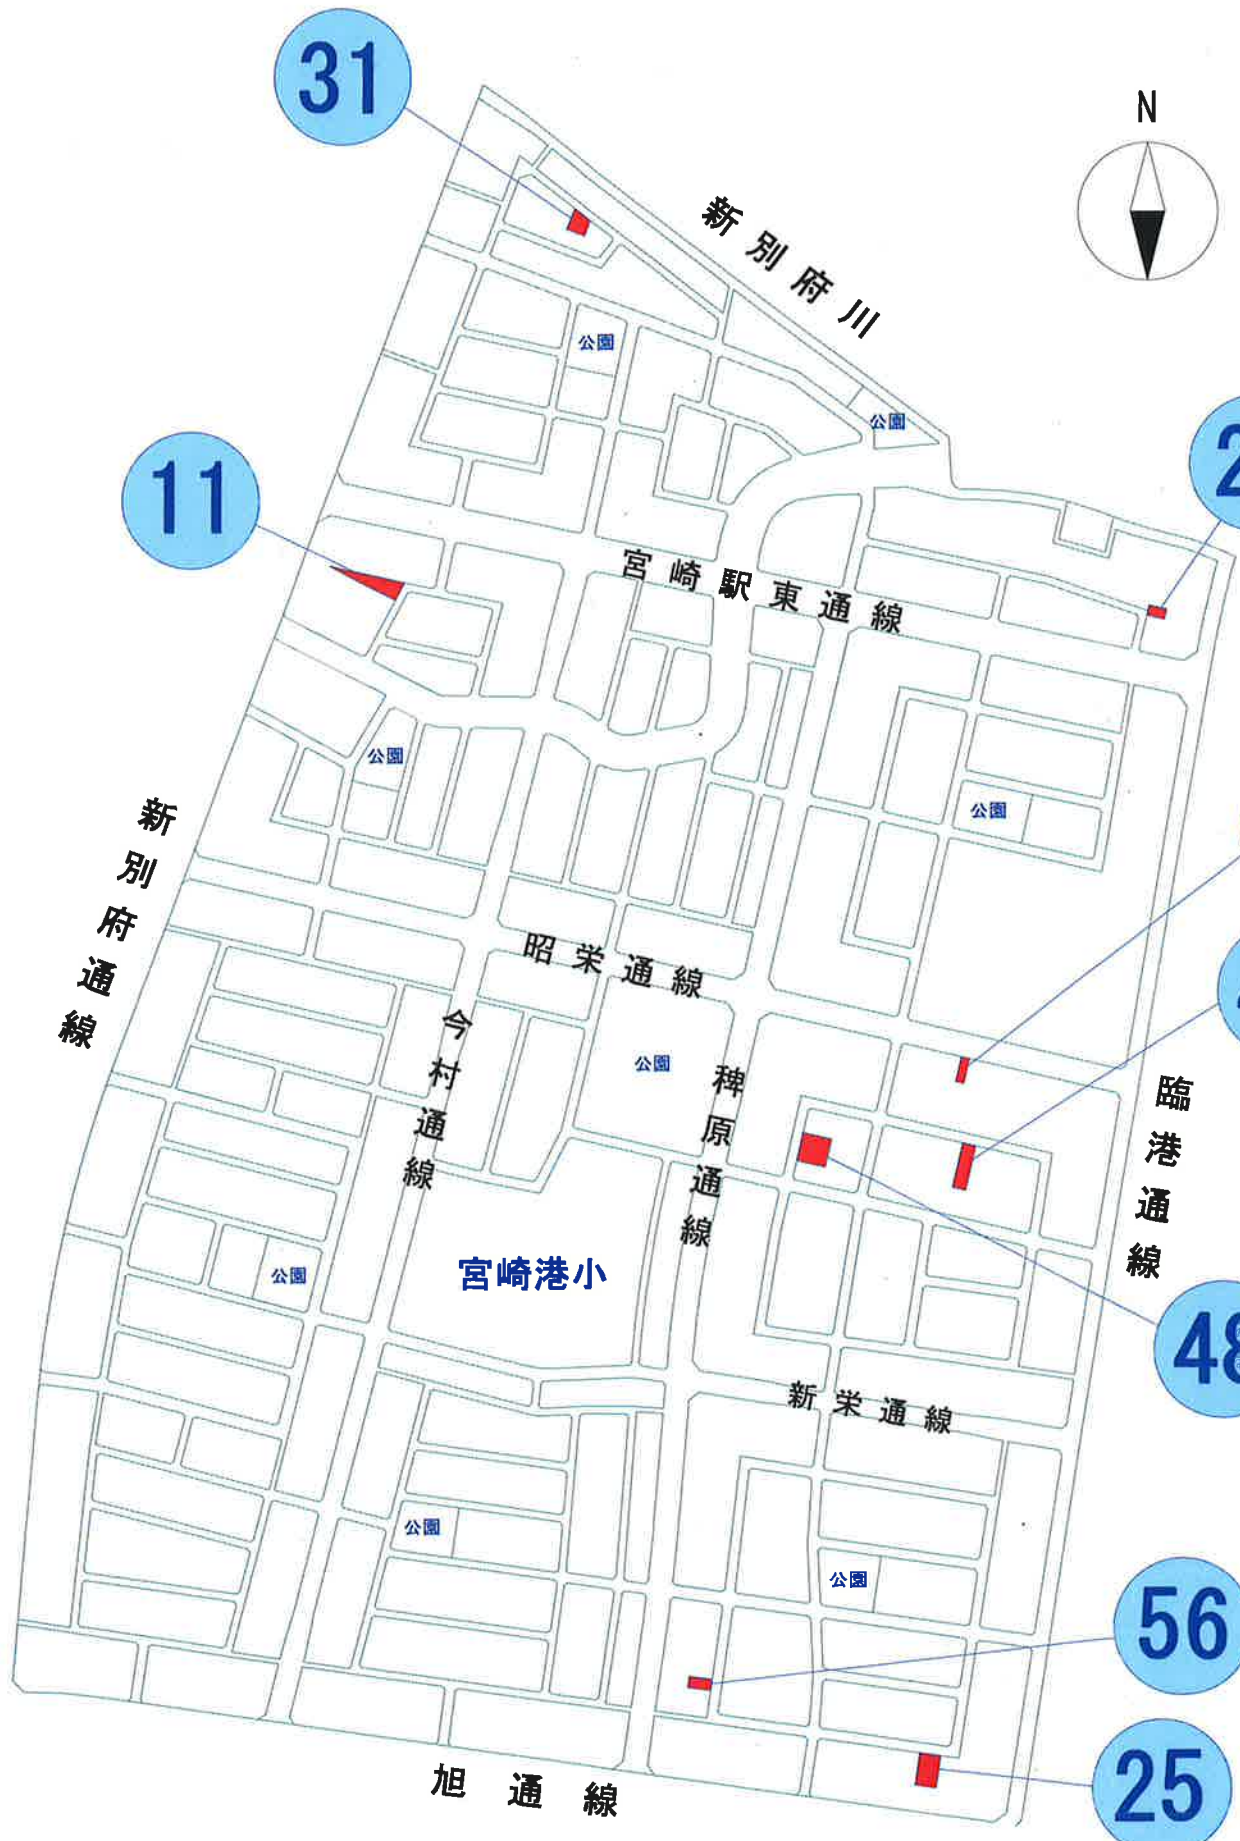 31
N
新別府川
公園
公園
2
11
宮崎駅東通線
公園
公園
新別府通線
昭栄通線
今村通線
公園
稗原通線
臨港通線
宮崎港小
公園
48
新栄通線
公園
公園
56
25
旭通線